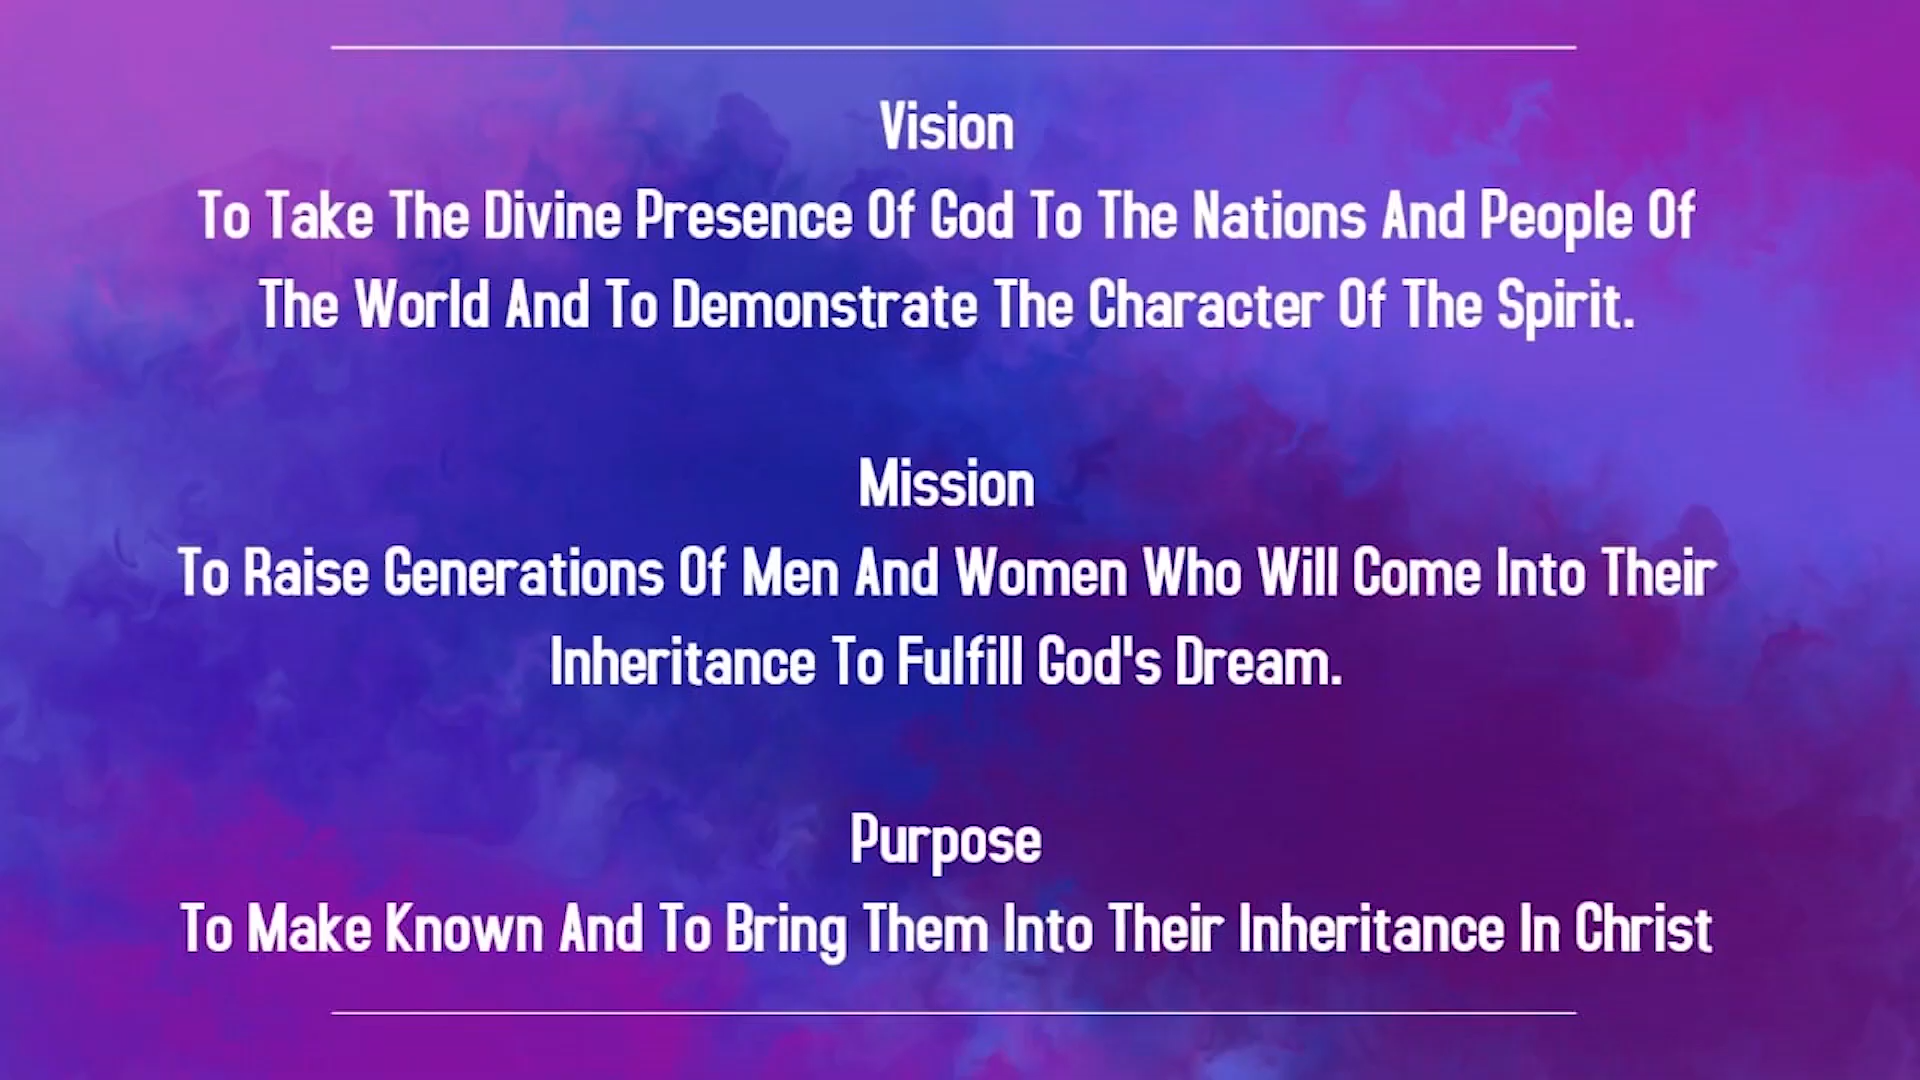 Vision
To Take The Divine Presence Of God To The Nations And People Of
The World And To Demonstrate The Character Of The Spirit.
Mission
To Raise Generations Of Men And Women Who Will Come Into Their
Inheritance To Fulfill God's Dream.
Purpose
To Make Known And To Bring Them Into Their Inheritance In Christ